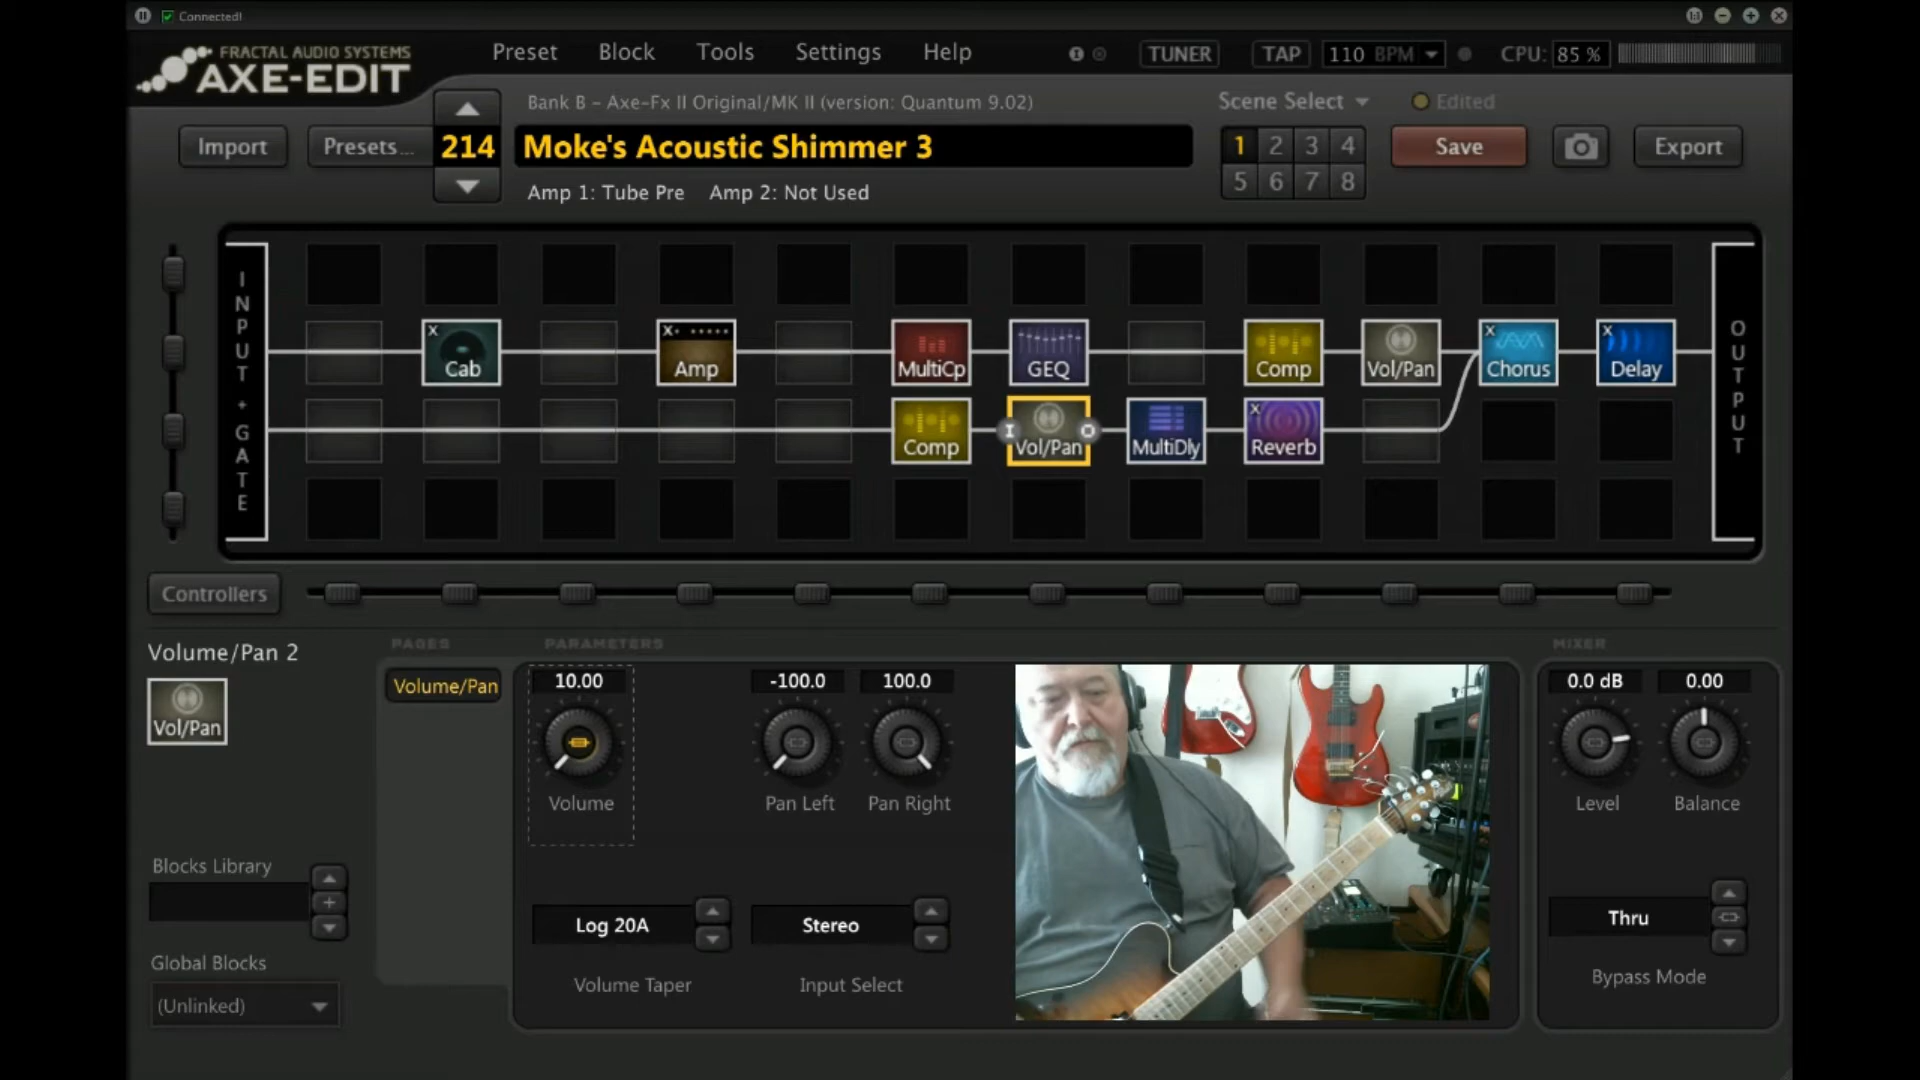 Connected!
FRACTAL AUDIO SYSTEMS
AXE-EDIT
Preset Block Tools Settings Help
TUNER TAP 110 BPM CPU: 85 %
Bank B – Axe-Fx II Original/MK II (version: Quantum 9.02)
Scene Select Edited
Import Presets... 214 Moke's Acoustic Shimmer 3
1 2 3 4
5 6 7 8
Save Export
Amp 1: Tube Pre Amp 2: Not Used
INPUT + GATE
OUTPUT
X Cab X Amp MultiCp GEQ Comp Vol/Pan X Chorus X Delay
Comp I Vol/Pan O MultiDly X Reverb
Controllers
Volume/Pan 2
PAGES PARAMETERS MIXER
Vol/Pan
Volume/Pan
10.00 -100.0 100.0 0.0 dB 0.00
Volume Pan Left Pan Right Level Balance
Blocks Library
Log 20A Stereo Thru
Volume Taper Input Select Bypass Mode
Global Blocks
(Unlinked)